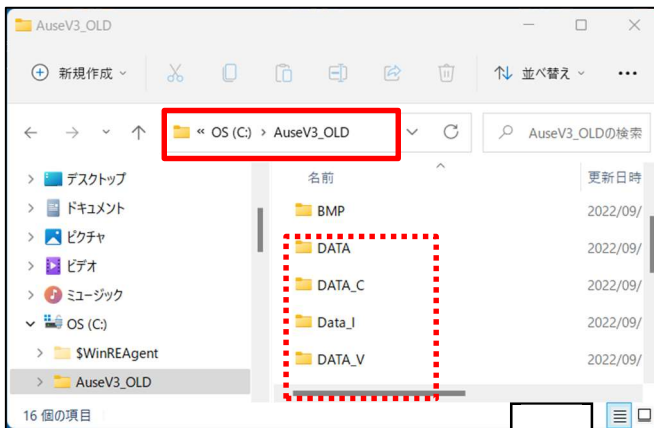 AuseV3_OLD
新規作成
並べ替え
« OS (C:) › AuseV3_OLD
AuseV3_OLDの検索
デスクトップ
ドキュメント
ピクチャ
ビデオ
ミュージック
OS (C:)
$WinREAgent
AuseV3_OLD
名前
更新日時
BMP
2022/09/
DATA
2022/09/
DATA_C
2022/09/
Data_I
2022/09/
DATA_V
2022/09/
16 個の項目